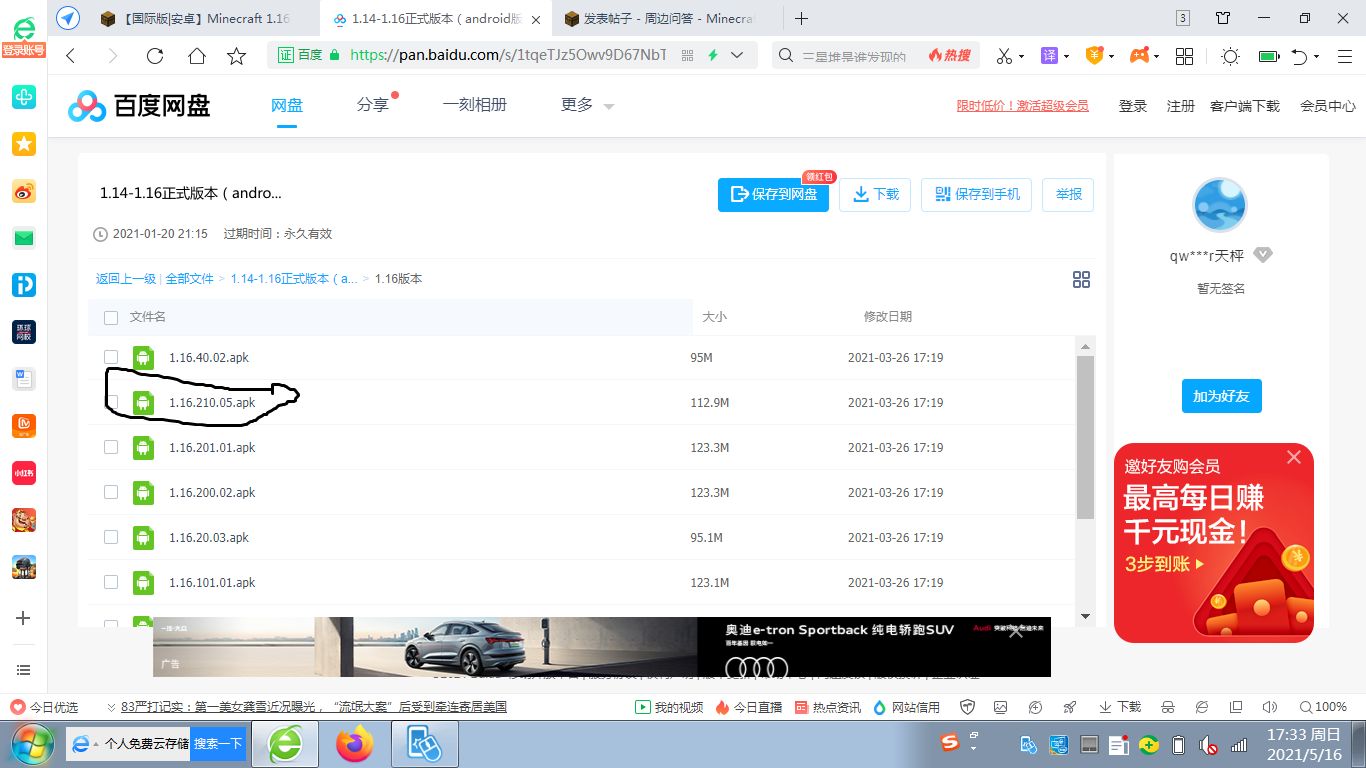 登录账号
【国际版|安卓】Minecraft 1.16
1.14-1.16正式版本（android版
发表帖子 - 周边问答 - Minecra
3
证 百度 https://pan.baidu.com/s/1tqeTJz5Owv9D67NbT
三星堆是谁发现的 热搜
译
百度网盘 网盘 分享 一刻相册 更多
限时低价！激活超级会员 登录 注册 客户端下载 会员中心
1.14-1.16正式版本（andro...
领红包
保存到网盘 下载 保存到手机 举报
2021-01-20 21:15 过期时间：永久有效
返回上一级 | 全部文件 > 1.14-1.16正式版本（a... > 1.16版本
文件名 大小 修改日期
1.16.40.02.apk 95M 2021-03-26 17:19
1.16.210.05.apk 112.9M 2021-03-26 17:19
1.16.201.01.apk 123.3M 2021-03-26 17:19
1.16.200.02.apk 123.3M 2021-03-26 17:19
1.16.20.03.apk 95.1M 2021-03-26 17:19
1.16.101.01.apk 123.1M 2021-03-26 17:19
qw***r天枰
暂无签名
加为好友
邀好友购会员
最高每日赚
千元现金！
3步到账
奥迪e-tron Sportback 纯电轿跑SUV
Audi
广告
环球网校
小红书
今日优选 83严打记实：第一美女龚雪近况曝光，“流氓大案”后受到牵连寄居美国
我的视频 今日直播 热点资讯 网站信用 下载 100%
个人免费云存储 搜索一下
17:33 周日
2021/5/16